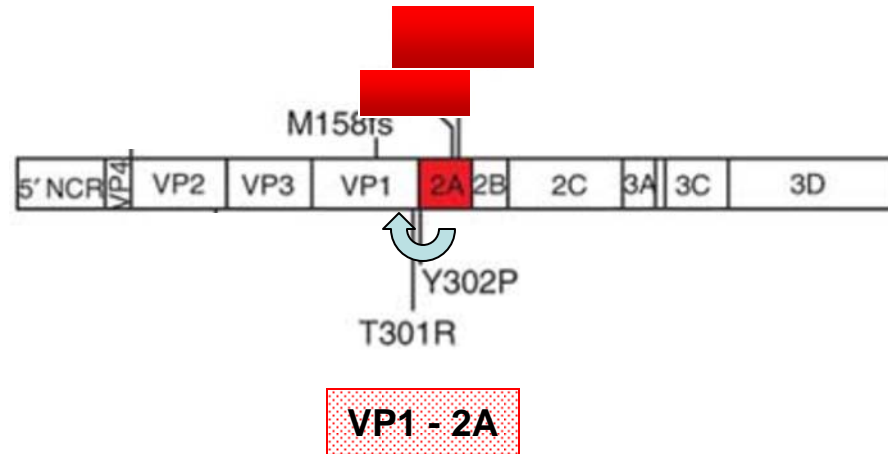 M158fs
5′ NCR VP4 VP2 VP3 VP1 2A 2B 2C 3A 3C 3D
Y302P
T301R
VP1 - 2A